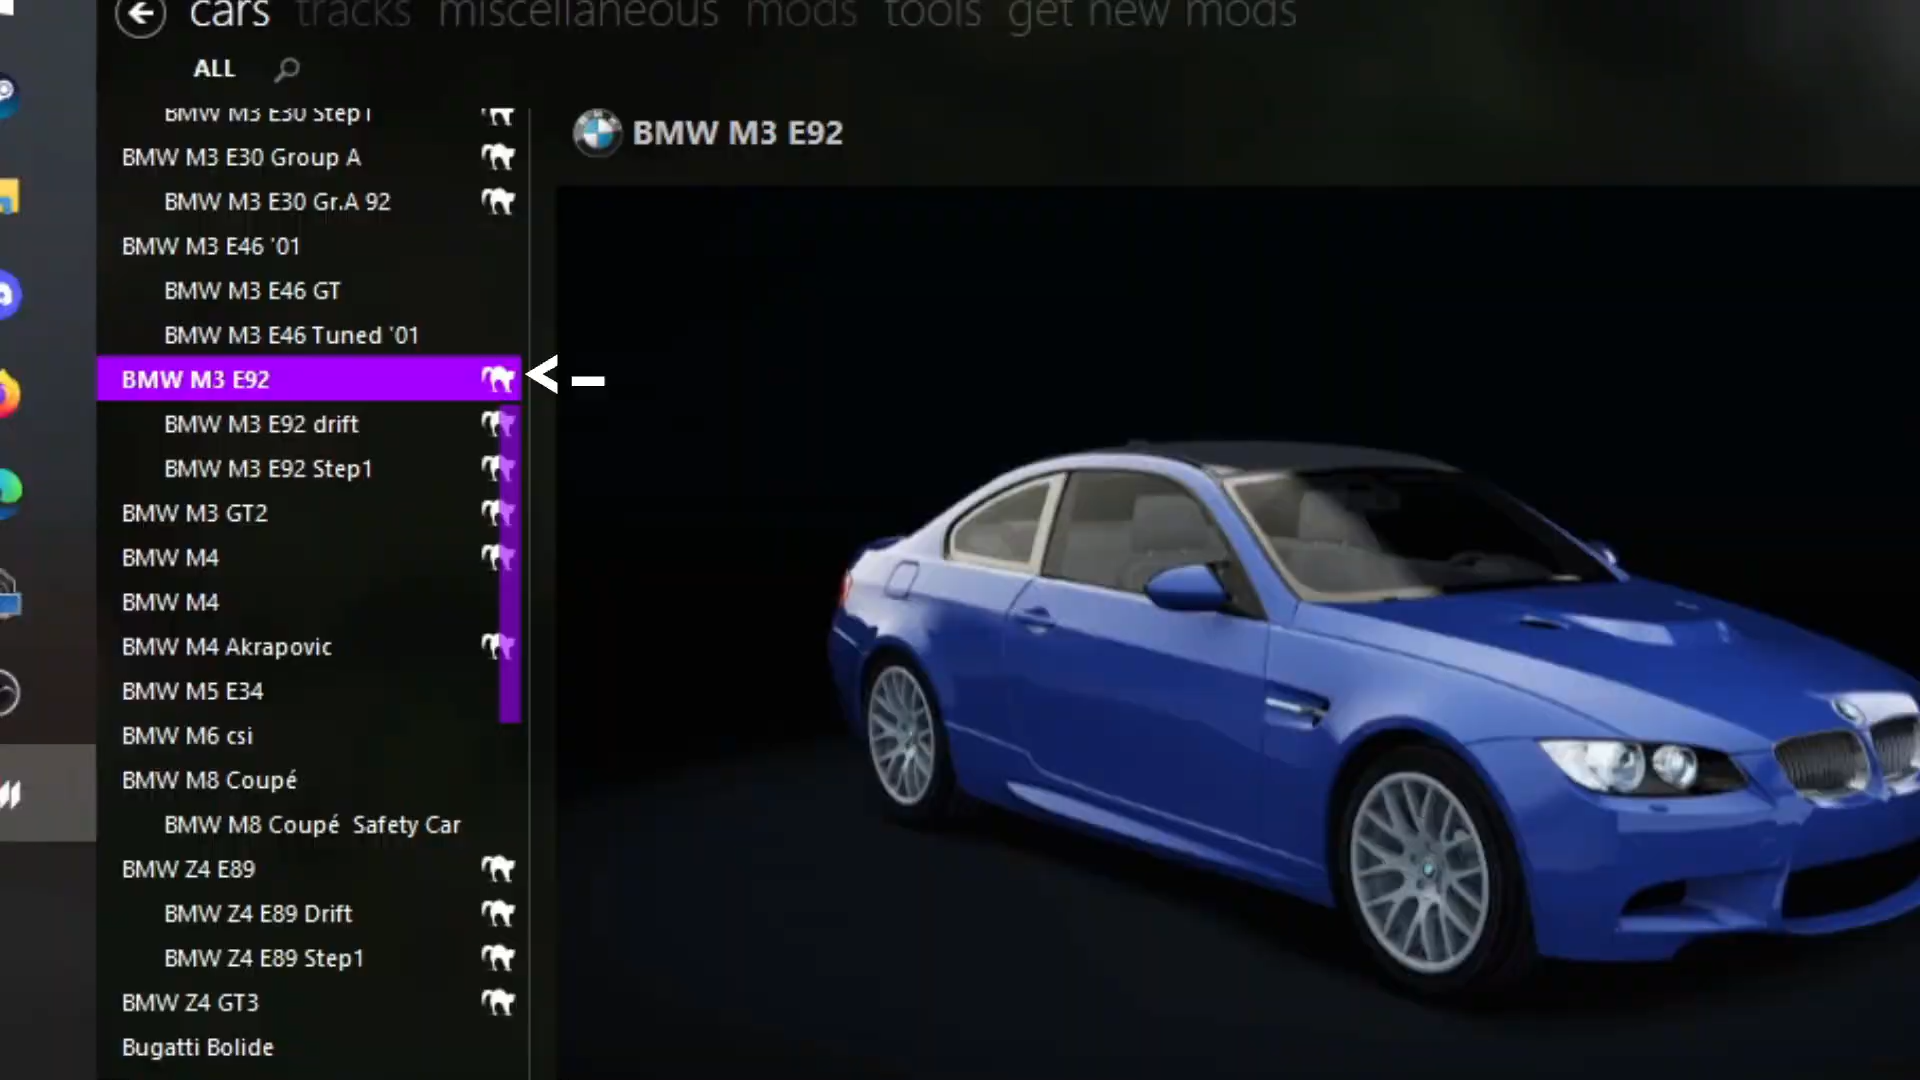 cars tracks miscellaneous mods tools get new mods
ALL
BMW M3 E30 Step1
BMW M3 E30 Group A
BMW M3 E30 Gr.A 92
BMW M3 E46 '01
BMW M3 E46 GT
BMW M3 E46 Tuned '01
BMW M3 E92
BMW M3 E92 drift
BMW M3 E92 Step1
BMW M3 GT2
BMW M4
BMW M4
BMW M4 Akrapovic
BMW M5 E34
BMW M6 csi
BMW M8 Coupé
BMW M8 Coupé  Safety Car
BMW Z4 E89
BMW Z4 E89 Drift
BMW Z4 E89 Step1
BMW Z4 GT3
Bugatti Bolide
BMW M3 E92